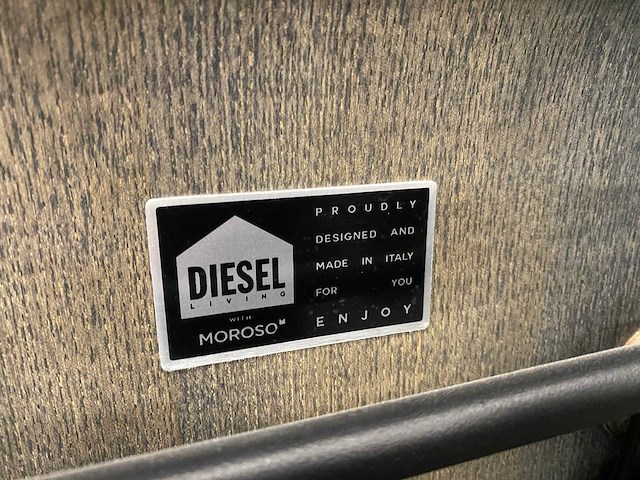 DIESEL
LIVING
WITH
MOROSO
PROUDLY
DESIGNED AND
MADE IN ITALY
FOR YOU
ENJOY